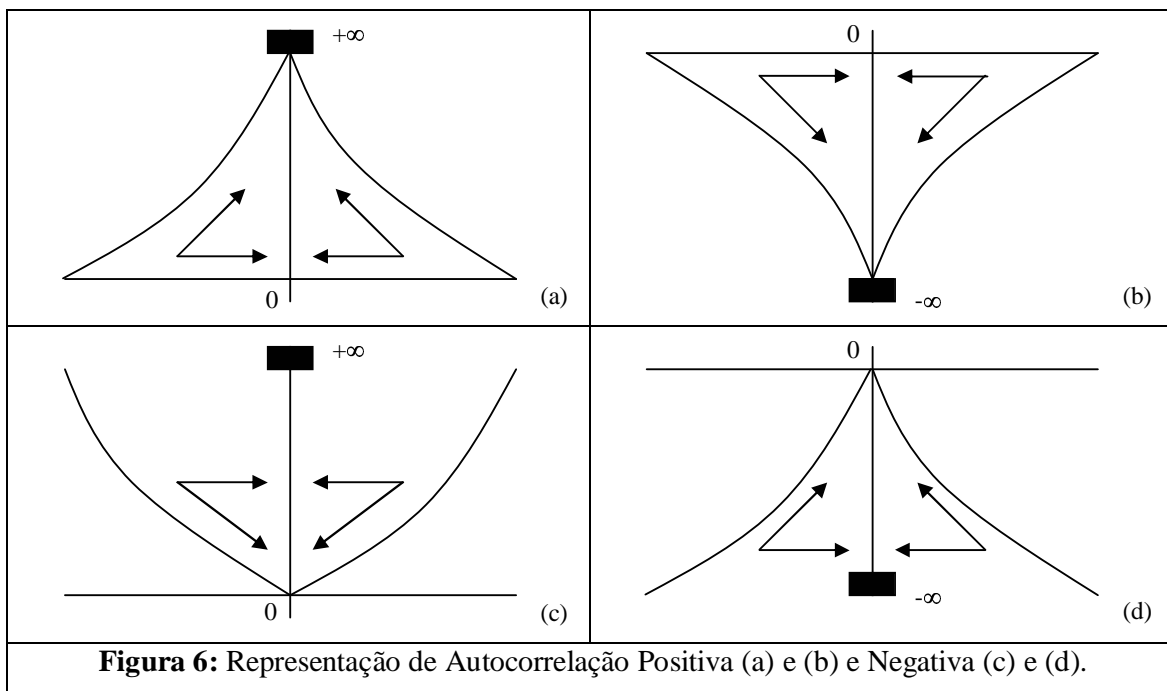 +∞
0
(a)
0
-∞
(b)
+∞
0
(c)
0
-∞
(d)
Figura 6: Representação de Autocorrelação Positiva (a) e (b) e Negativa (c) e (d).